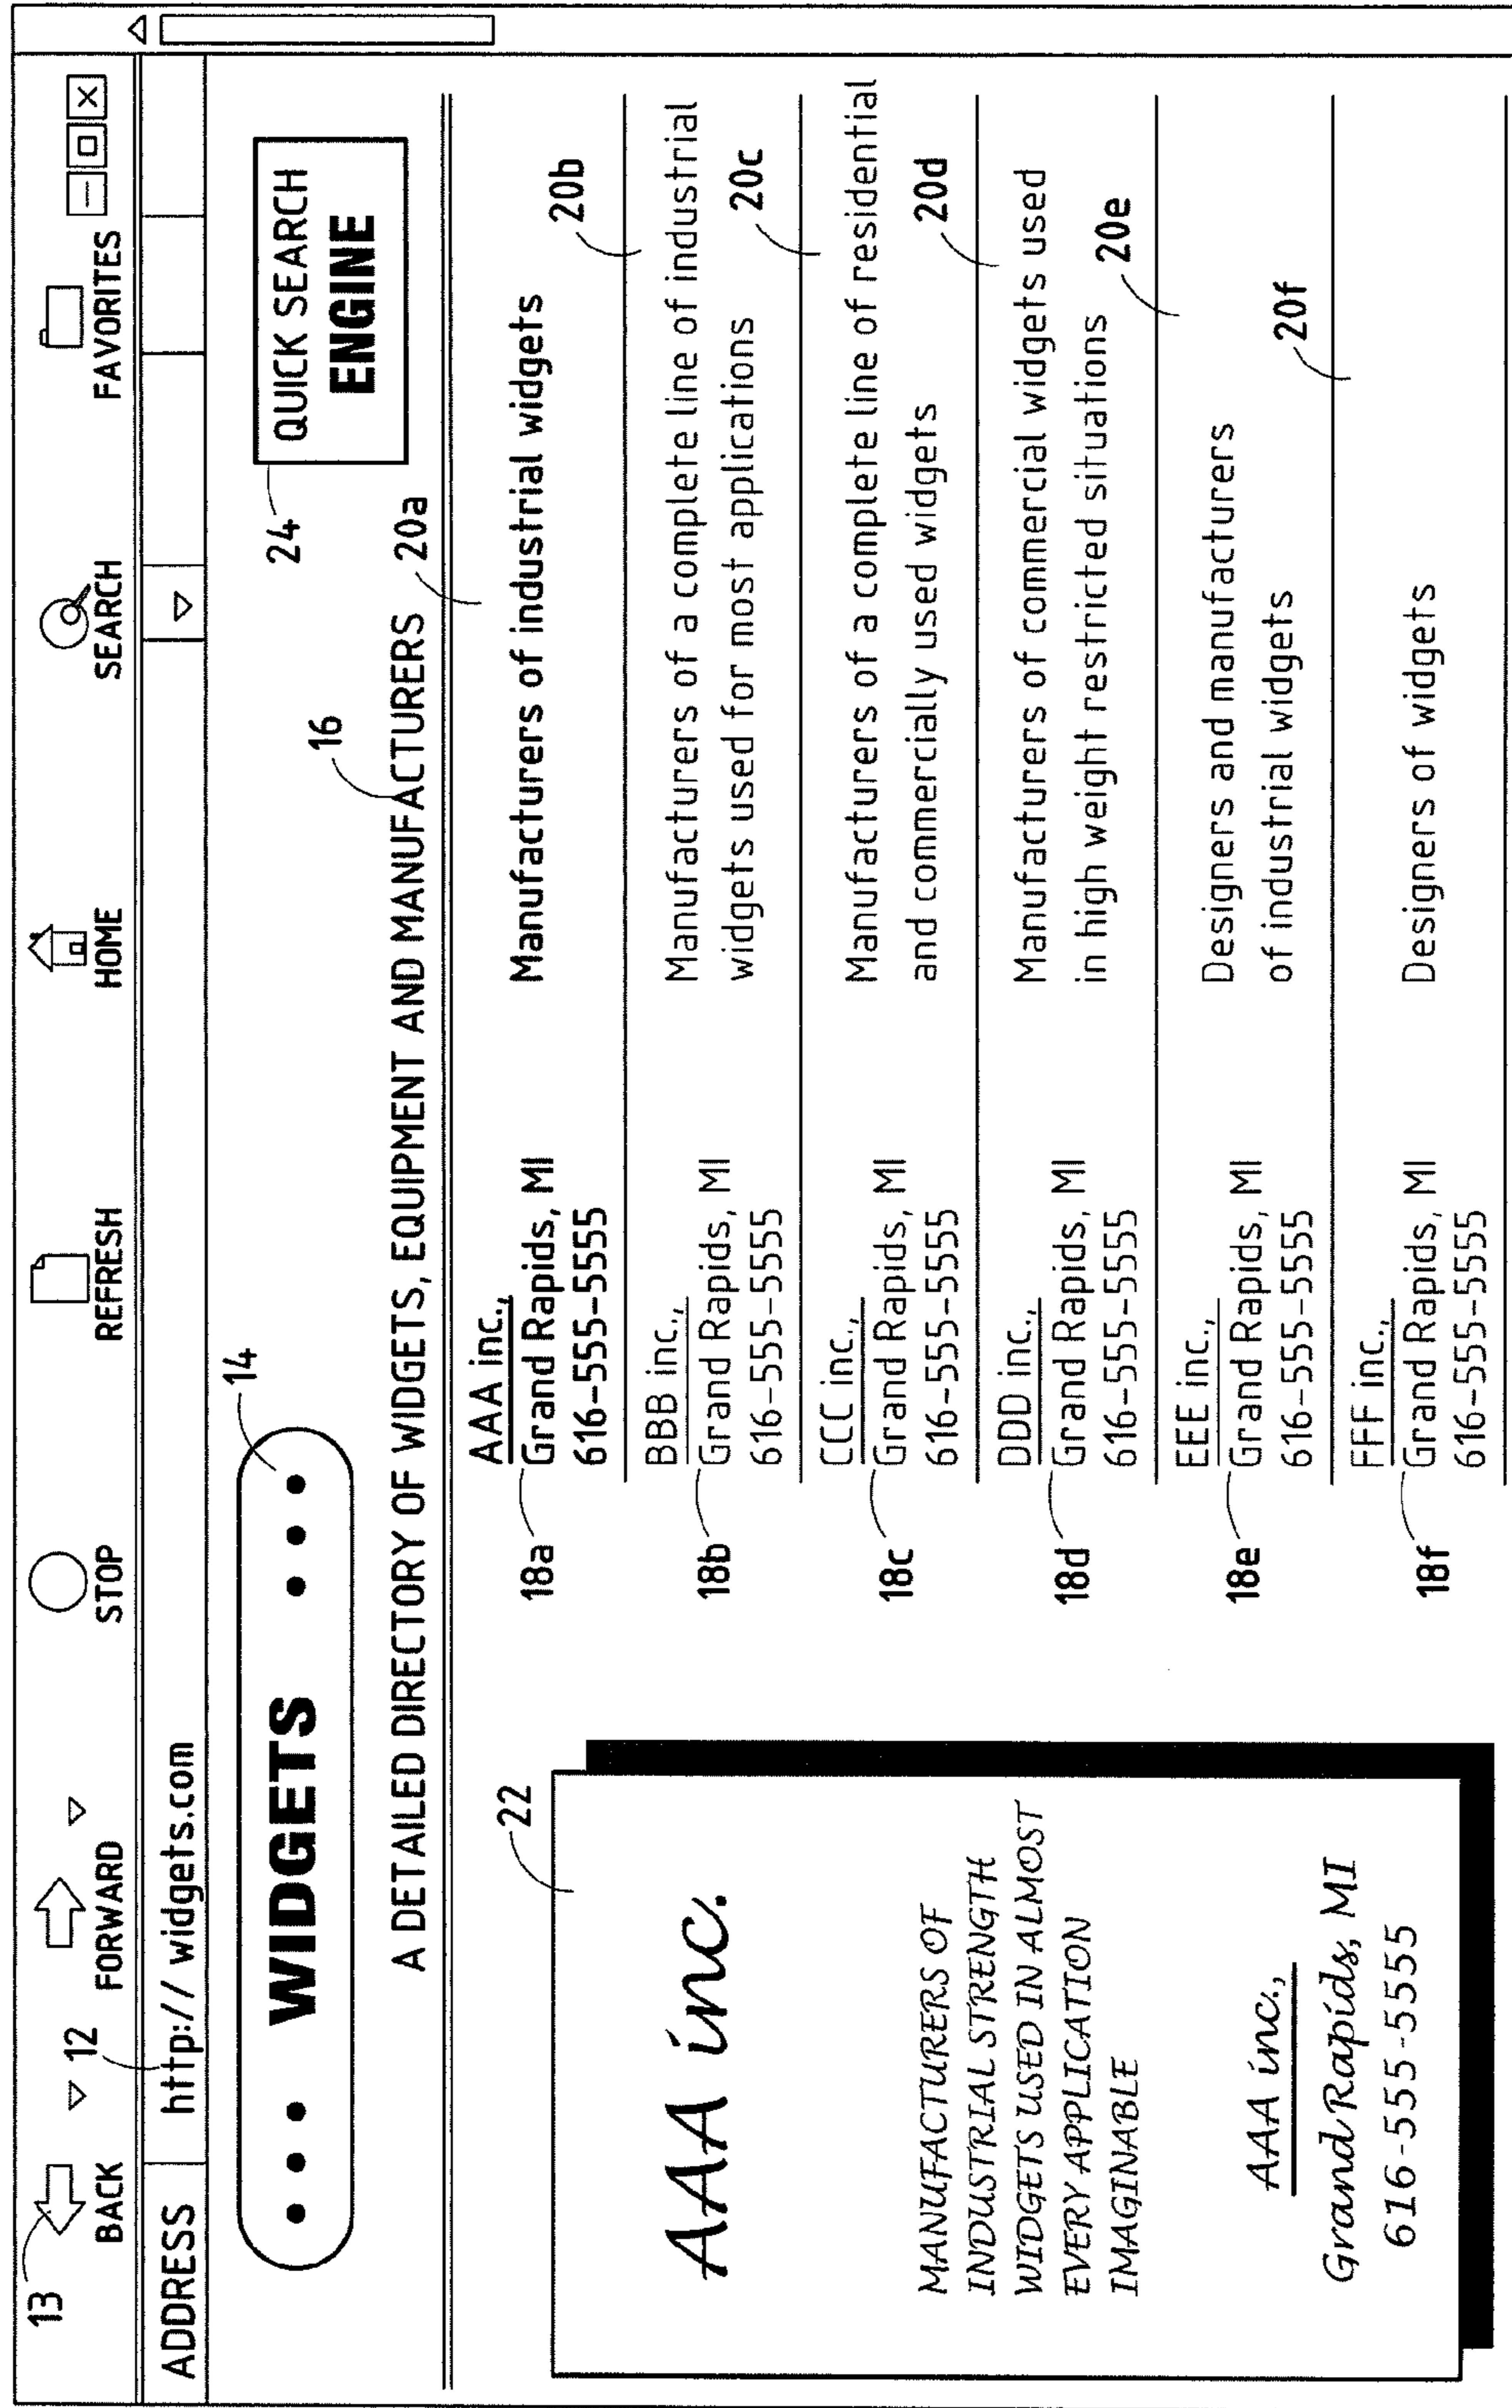 13
BACK
12
FORWARD
STOP
REFRESH
HOME
SEARCH
FAVORITES
ADDRESS http://widgets.com
••• WIDGETS •••
14
24
QUICK SEARCH
ENGINE
16
A DETAILED DIRECTORY OF WIDGETS, EQUIPMENT AND MANUFACTURERS
20a
22
AAA inc.
MANUFACTURERS OF
INDUSTRIAL STRENGTH
WIDGETS USED IN ALMOST
EVERY APPLICATION
IMAGINABLE
AAA inc.,
Grand Rapids, MI
616-555-5555
18a
AAA inc.,
Grand Rapids, MI
616-555-5555
Manufacturers of industrial widgets
20b
18b
BBB inc.,
Grand Rapids, MI
616-555-5555
Manufacturers of a complete line of industrial
widgets used for most applications
20c
18c
CCC inc.,
Grand Rapids, MI
616-555-5555
Manufacturers of a complete line of residential
and commercially used widgets
20d
18d
DDD inc.,
Grand Rapids, MI
616-555-5555
Manufacturers of commercial widgets used
in high weight restricted situations
20e
18e
EEE inc.,
Grand Rapids, MI
616-555-5555
Designers and manufacturers
of industrial widgets
20f
18f
FFF inc.,
Grand Rapids, MI
616-555-5555
Designers of widgets